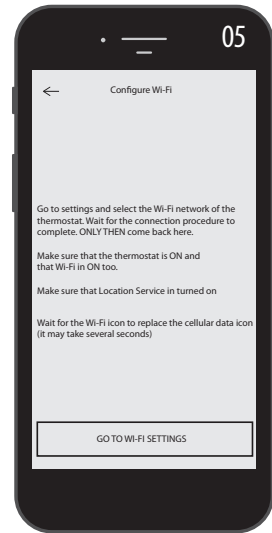 05
Configure Wi-Fi
Go to settings and select the Wi-Fi network of the
thermostat. Wait for the connection procedure to
complete. ONLY THEN come back here.
Make sure that the thermostat is ON and
that Wi-Fi in ON too.
Make sure that Location Service in turned on
Wait for the Wi-Fi icon to replace the cellular data icon
(it may take several seconds)
GO TO WI-FI SETTINGS